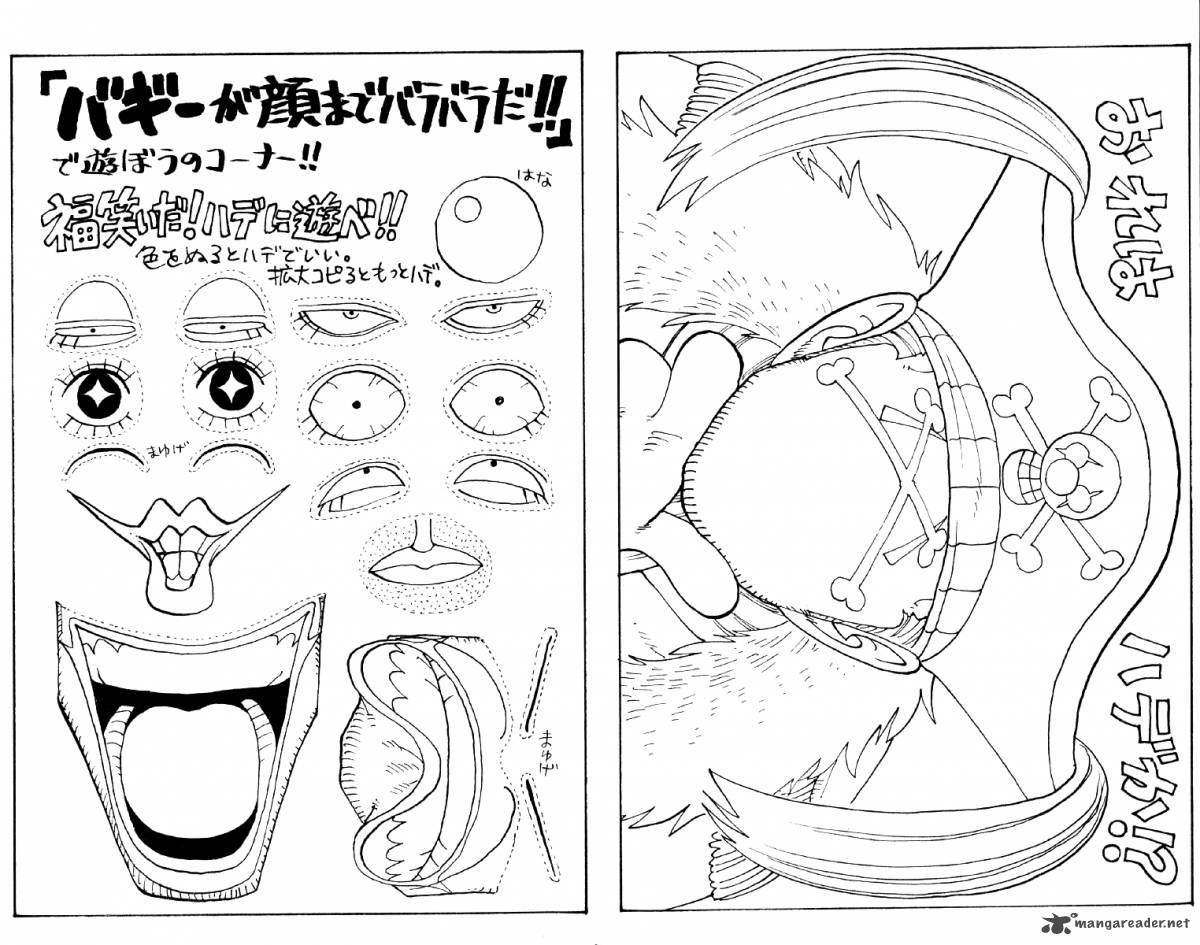 「バギーが顔までバラバラだ!!」
で遊ぼうのコーナー!!
福笑いだ!ハデに遊べ!!
色をぬるとハデでいい。
拡大コピるともっとハデ。
はな
まゆげ
まゆげ
おれは
ハデか!?
mangareader.net